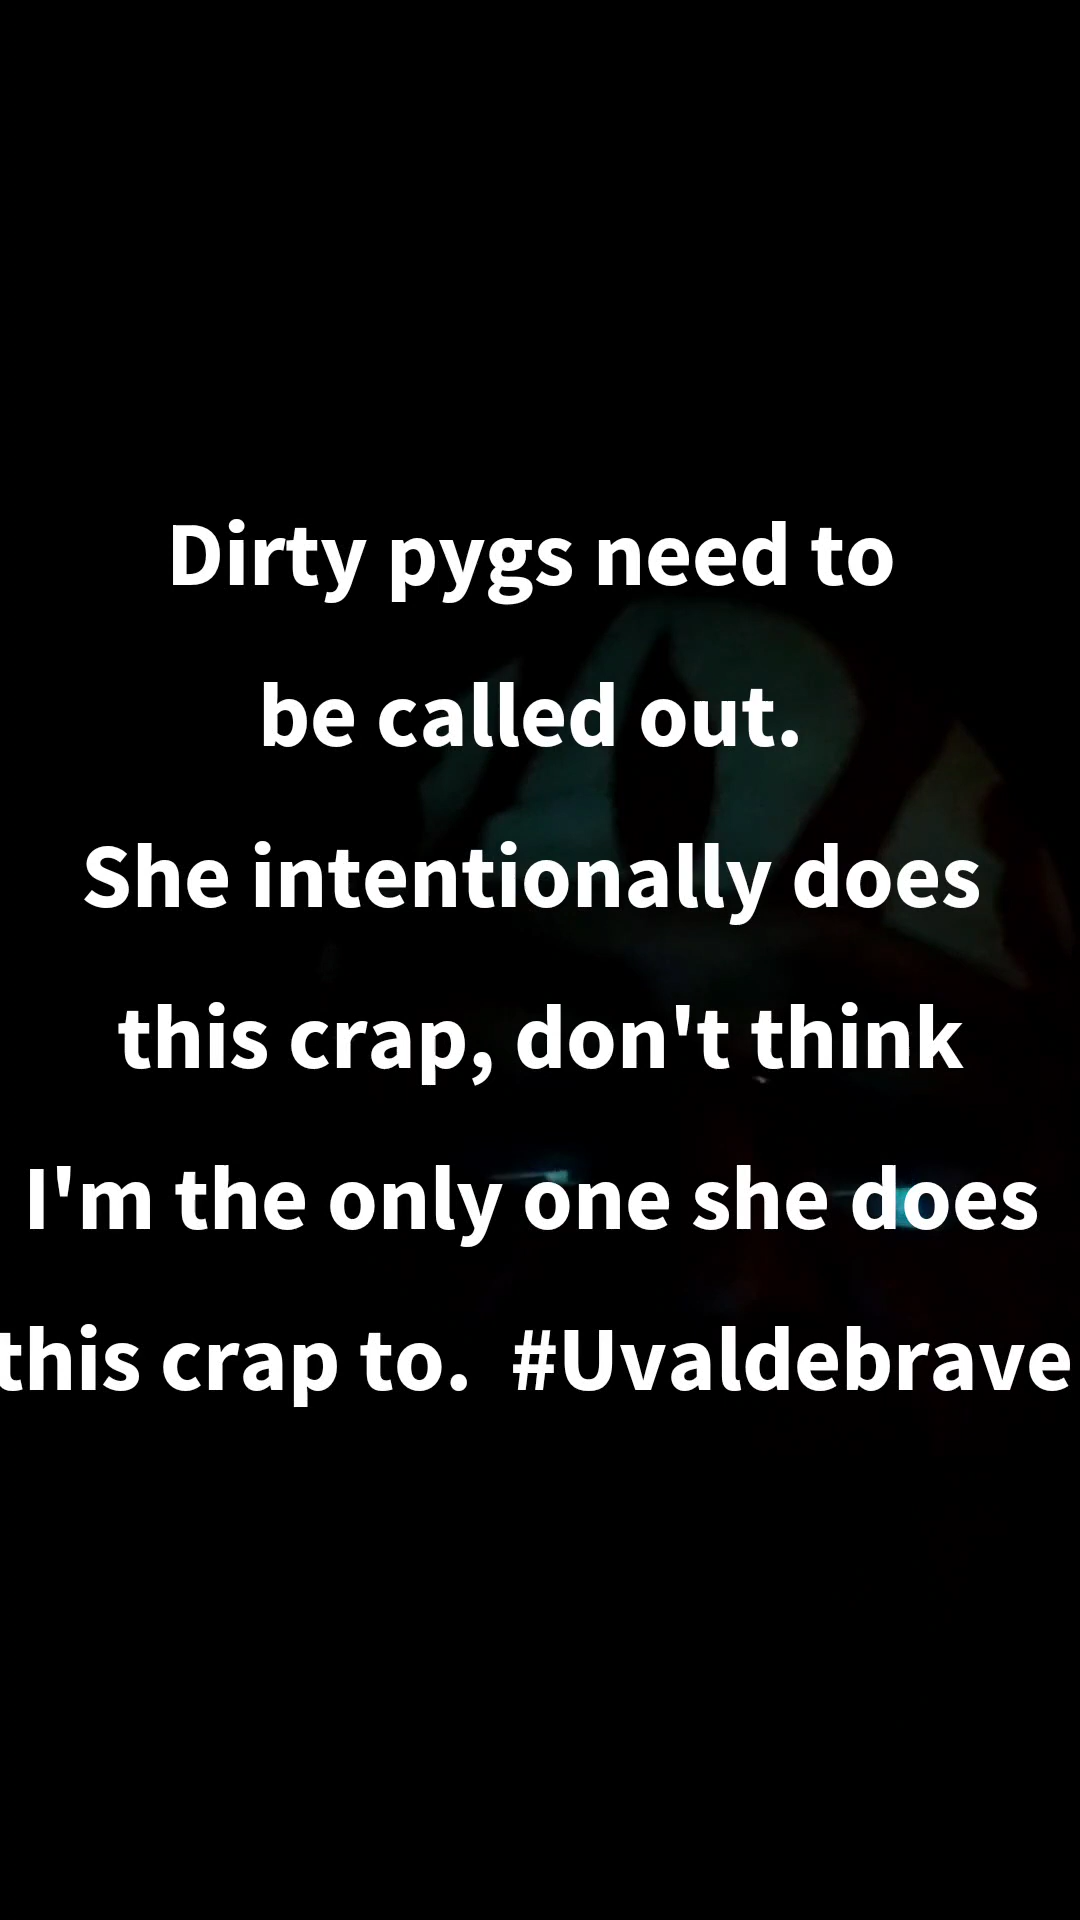 Dirty pygs need to
be called out.
She intentionally does
this crap, don't think
I'm the only one she does
this crap to.  #Uvaldebrave